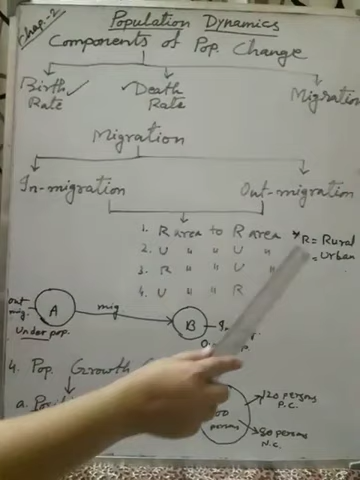 Chap.-2
Population Dynamics
Components of Pop. Change
Birth Rate
Death Rate
Migration
Migration
In-migration
Out-migration
1. R area to R area
2. U " " U "
3. R " " U "
4. U " " R
* R = Rural
= Urban
out mig.
A
mig
B
Under pop.
4. Pop. Growth
a.
persons
120 persons P.C.
80 persons N.C.